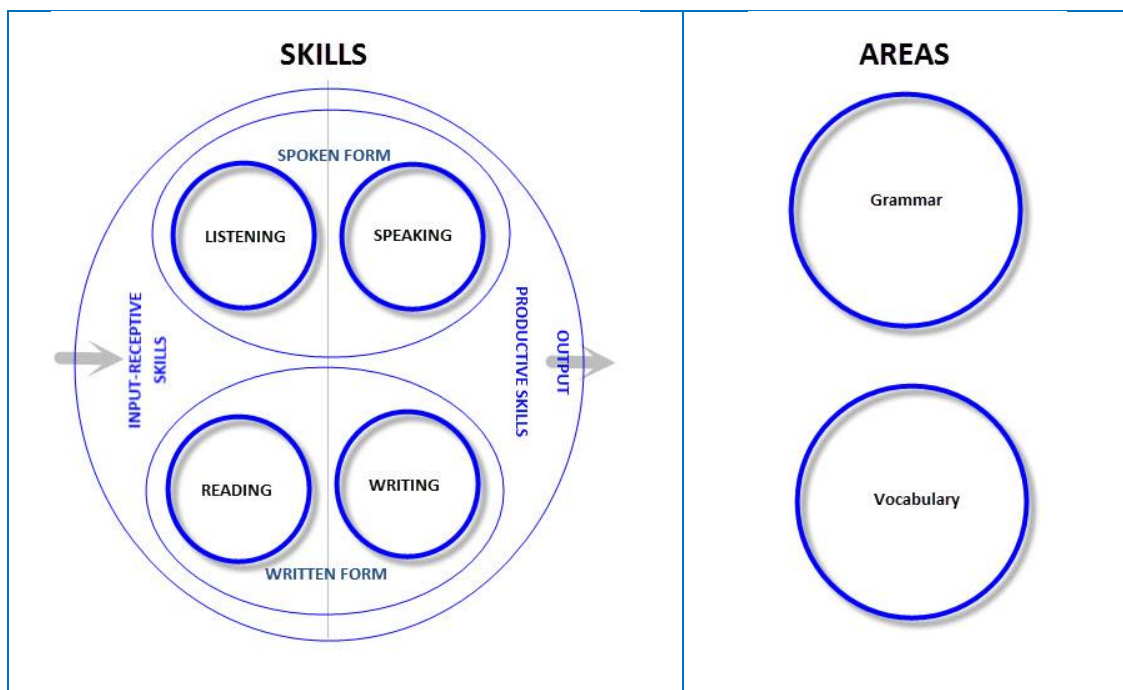 SKILLS
SPOKEN FORM
LISTENING
SPEAKING
INPUT-RECEPTIVE
SKILLS
PRODUCTIVE SKILLS
OUTPUT
READING
WRITING
WRITTEN FORM
AREAS
Grammar
Vocabulary